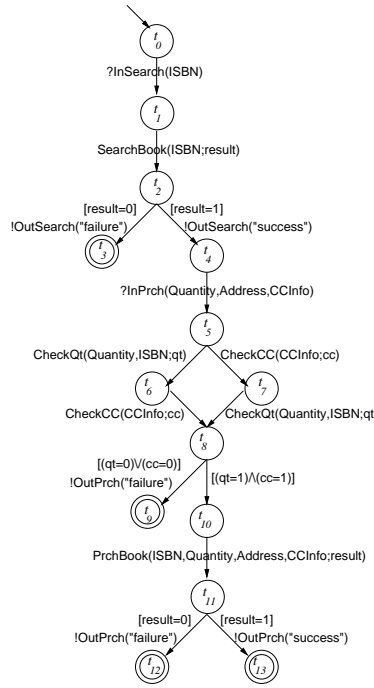 t0
?InSearch(ISBN)
t1
SearchBook(ISBN;result)
t2
[result=0] [result=1]
!OutSearch("failure") !OutSearch("success")
t3
t4
?InPrch(Quantity,Address,CCInfo)
t5
CheckQt(Quantity,ISBN;qt) CheckCC(CCInfo;cc)
t6 t7
CheckCC(CCInfo;cc) CheckQt(Quantity,ISBN;qt
t8
[(qt=0)\/(cc=0)] [(qt=1)/\(cc=1)]
!OutPrch("failure")
t9
t10
PrchBook(ISBN,Quantity,Address,CCInfo;result)
t11
[result=0] [result=1]
!OutPrch("failure") !OutPrch("success")
t12 t13